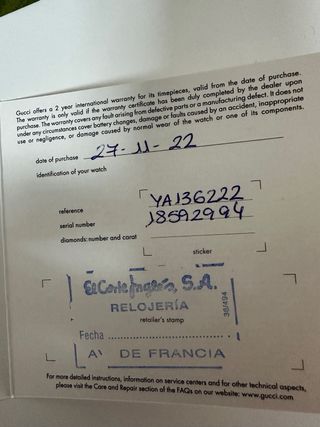 Gucci offers a 2 year international warranty for its timepieces, valid from the date of purchase.
The warranty is only valid if the warranty certificate has been duly completed by the dealer upon
purchase. The warranty covers any fault arising from defective parts or a manufacturing defect. It does not
under any circumstances cover battery changes, damage or faults caused by an accident, inappropriate
use or negligence, or damage caused by normal wear of the watch or one of its components.
date of purchase 27-11-22
identification of your watch
reference YA136222
serial number 18592994
diamonds: number and carat
sticker
El Corte Inglés, S.A.
RELOJERÍA
retailer's stamp
36/494
Fecha
AV DE FRANCIA
For more detailed instructions, information on service centers and for other technical aspects,
please visit the Care and Repair section of the FAQs on our website: www.gucci.com